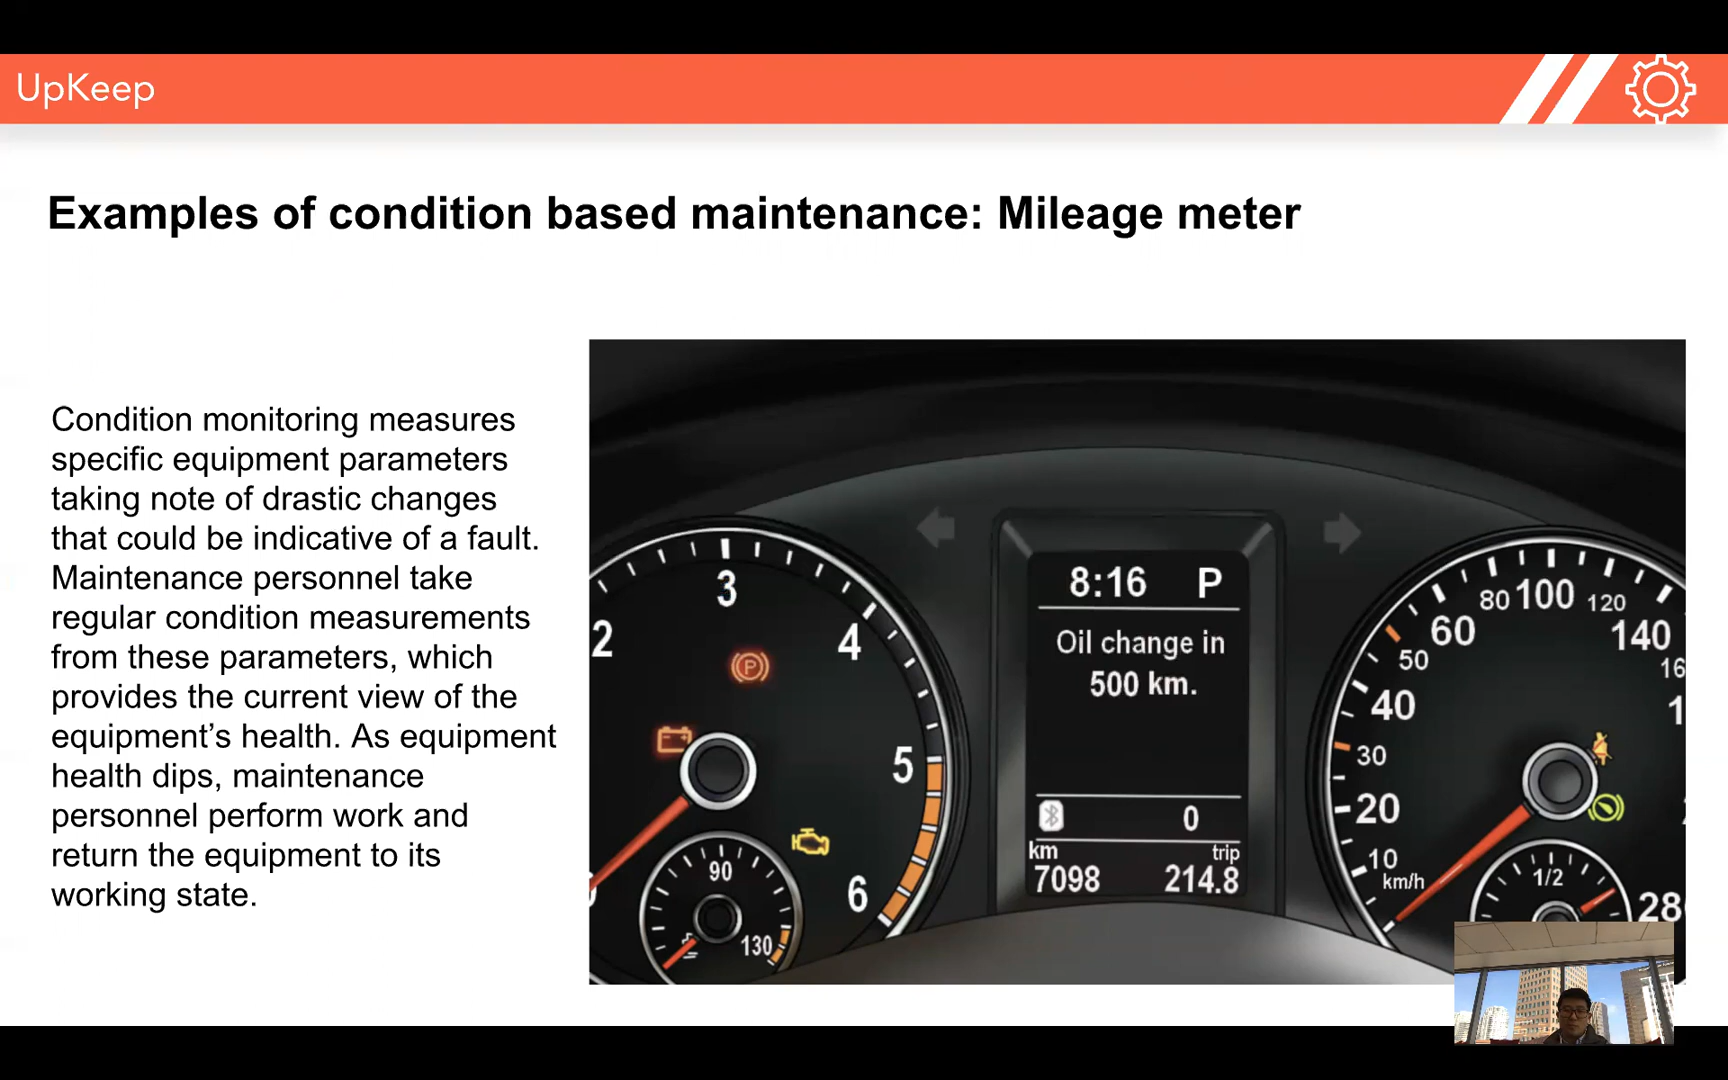 UpKeep
Examples of condition based maintenance: Mileage meter
Condition monitoring measures
specific equipment parameters
taking note of drastic changes
that could be indicative of a fault.
Maintenance personnel take
regular condition measurements
from these parameters, which
provides the current view of the
equipment’s health. As equipment
health dips, maintenance
personnel perform work and
return the equipment to its
working state.
2
3
4
5
6
90
130
8:16 P
Oil change in
500 km.
0
km trip
7098 214.8
10
20
30
40
50
60
80
100
120
140
16
1
km/h
1/2
28